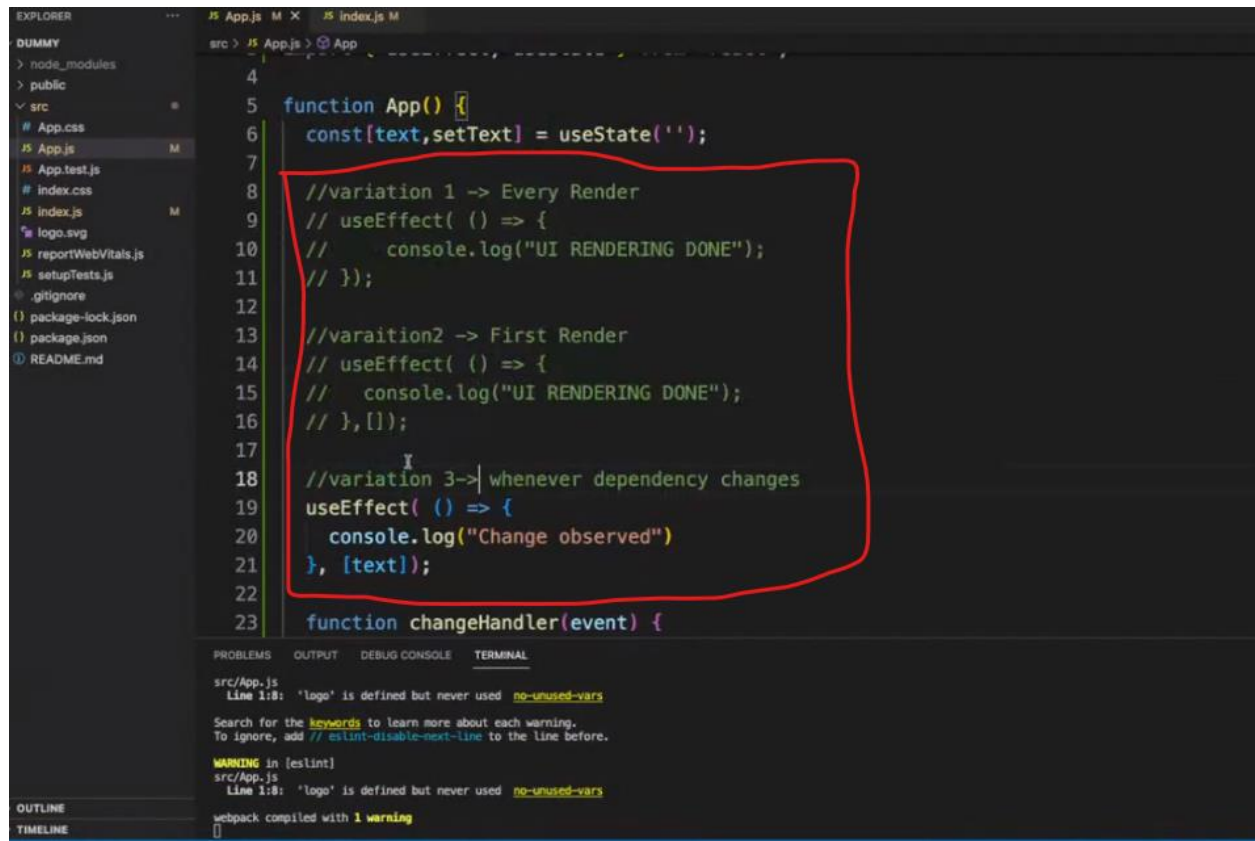 EXPLORER ...
JS App.js M X JS index.js M
DUMMY
src > JS App.js > App
> node_modules
> public
src
# App.css
JS App.js M
JS App.test.js
# index.css
JS index.js M
logo.svg
JS reportWebVitals.js
JS setupTests.js
.gitignore
{} package-lock.json
{} package.json
README.md
4
5 function App() {
6 const[text,setText] = useState('');
7
8 //variation 1 -> Every Render
9 // useEffect( () => {
10 // console.log("UI RENDERING DONE");
11 // });
12
13 //varaition2 -> First Render
14 // useEffect( () => {
15 // console.log("UI RENDERING DONE");
16 // },[]);
17
18 //variation 3-> whenever dependency changes
19 useEffect( () => {
20 console.log("Change observed")
21 }, [text]);
22
23 function changeHandler(event) {
PROBLEMS OUTPUT DEBUG CONSOLE TERMINAL
src/App.js
Line 1:8: 'logo' is defined but never used no-unused-vars
Search for the keywords to learn more about each warning.
To ignore, add // eslint-disable-next-line to the line before.
WARNING in [eslint]
src/App.js
Line 1:8: 'logo' is defined but never used no-unused-vars
webpack compiled with 1 warning
OUTLINE
TIMELINE